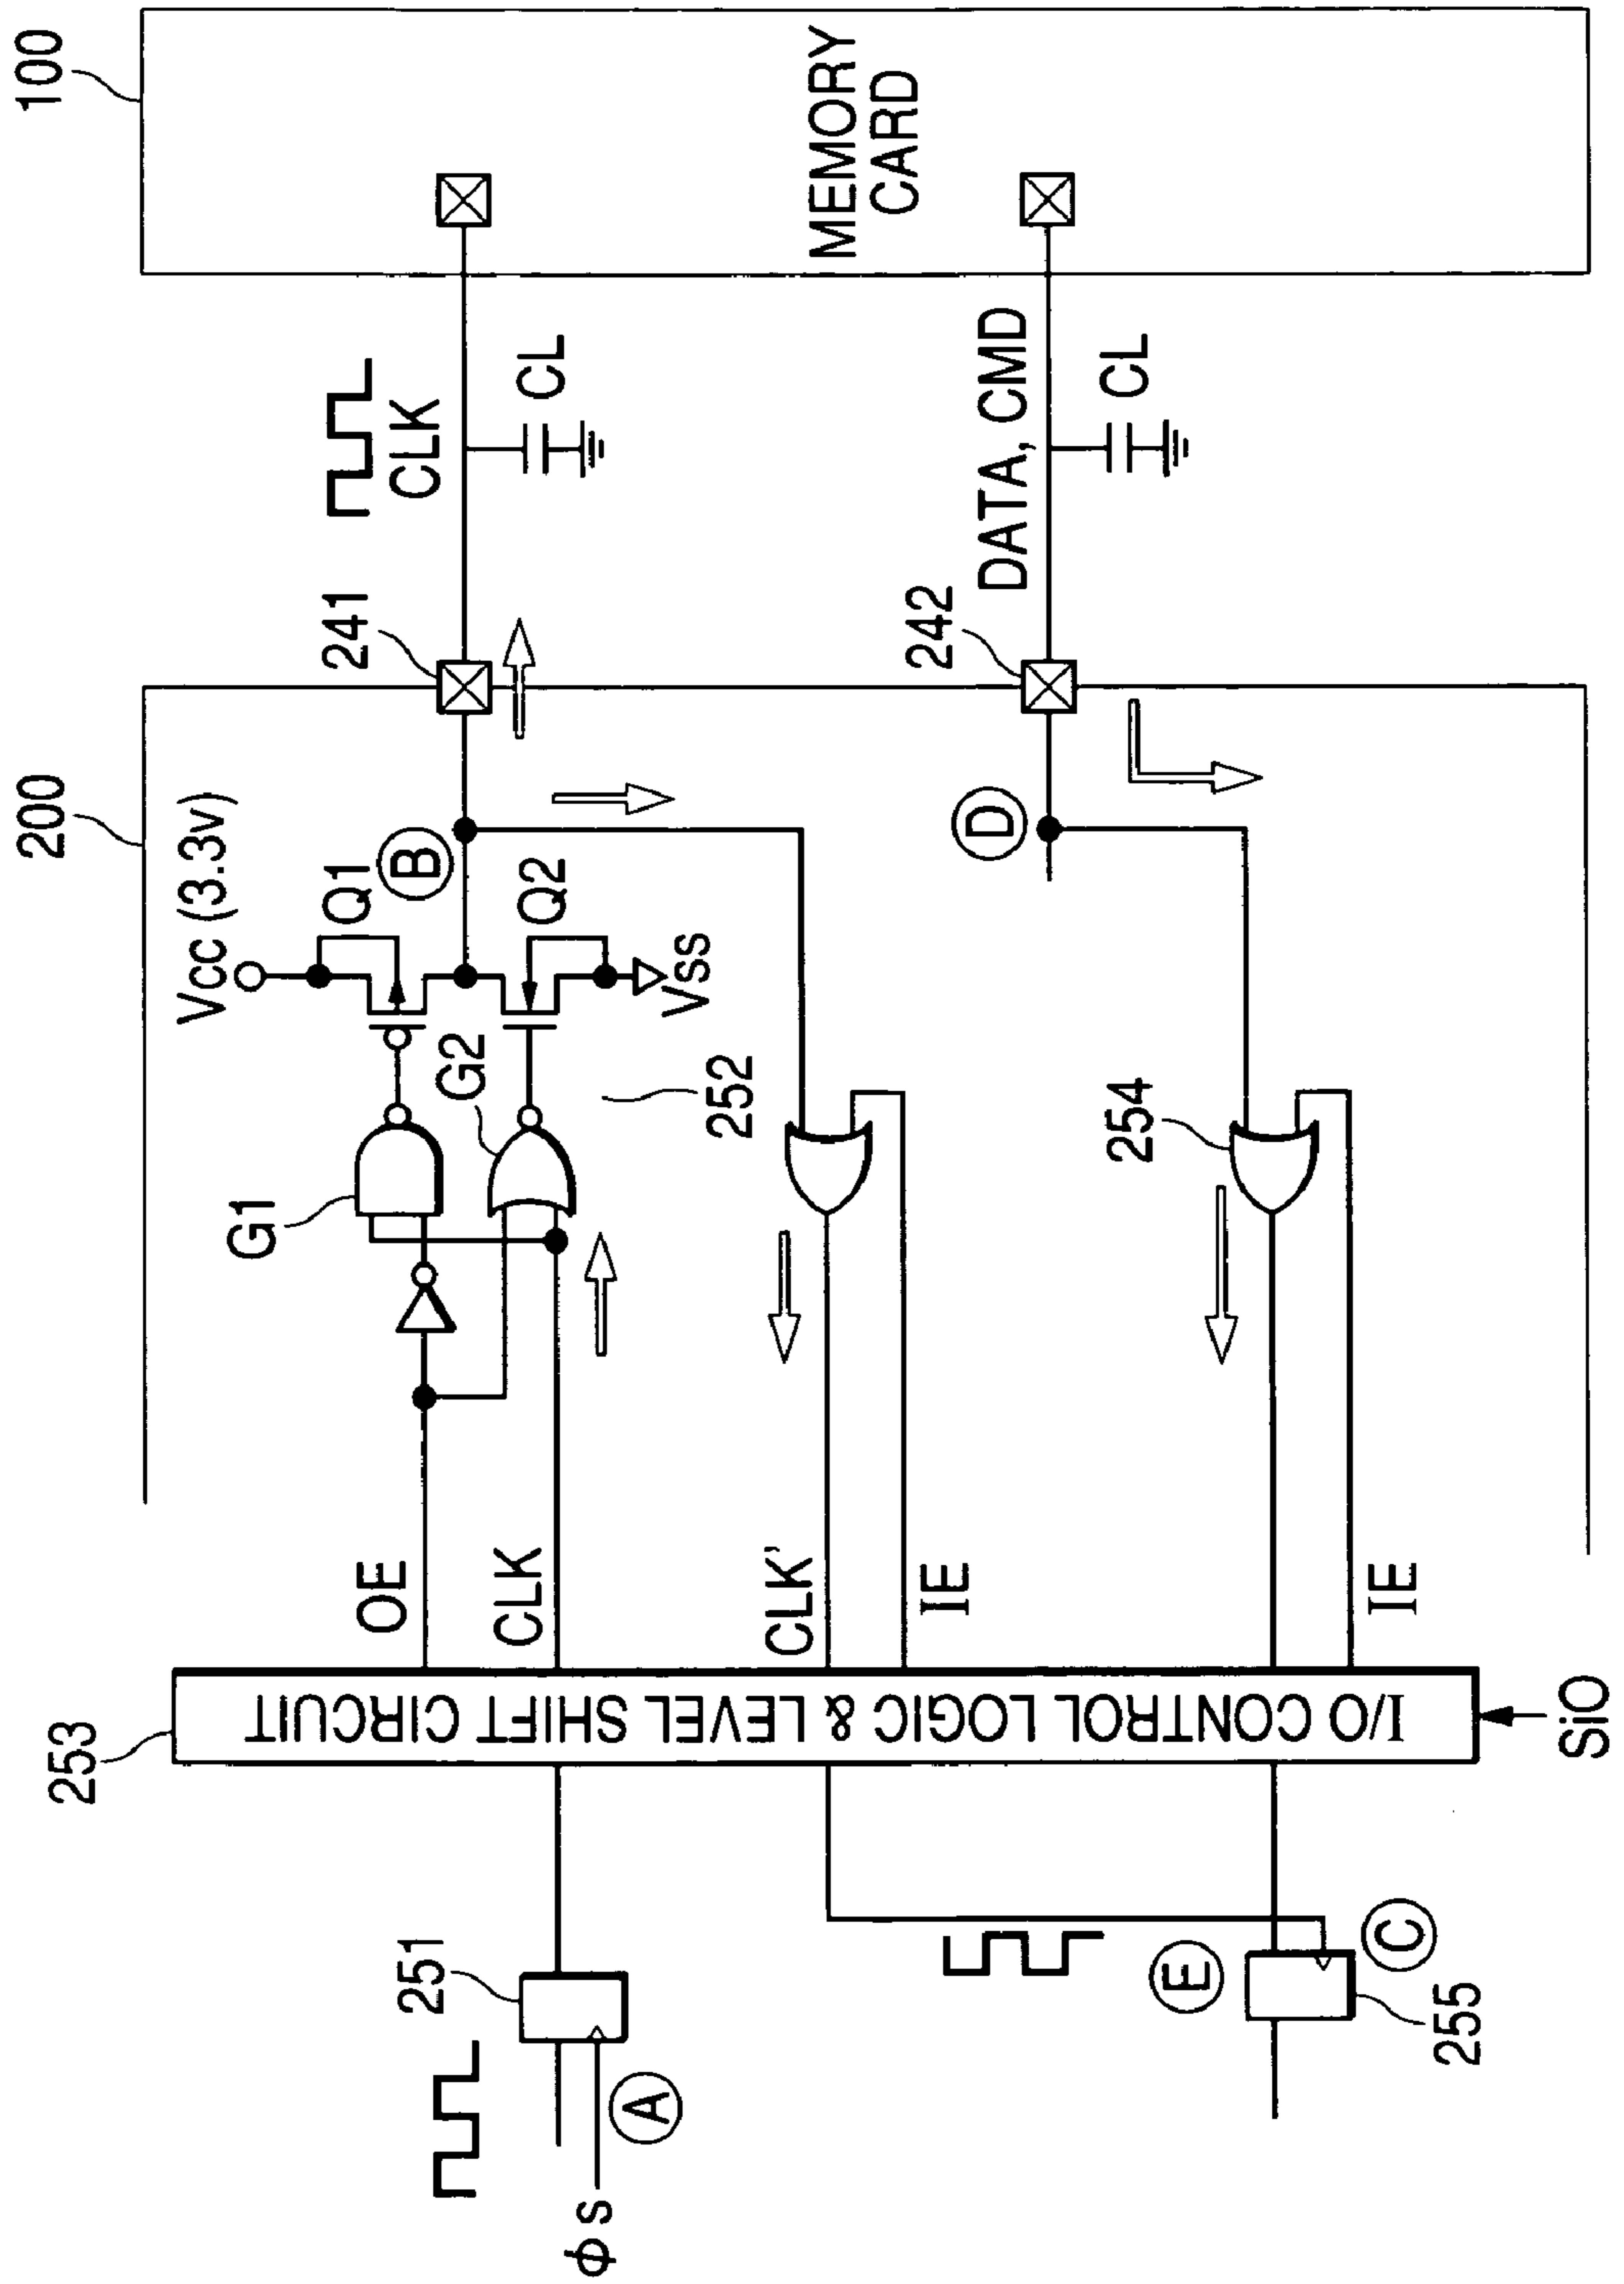 100
MEMORY
CARD
CLK
CL
DATA, CMD
CL
241
242
200
Vcc (3.3v)
Q1
B
Q2
Vss
D
G1
G2
252
254
OE
CLK
CLK'
IE
IE
253
I/O CONTROL LOGIC & LEVEL SHIFT CIRCUIT
SiO
251
A
ϕs
E
C
255